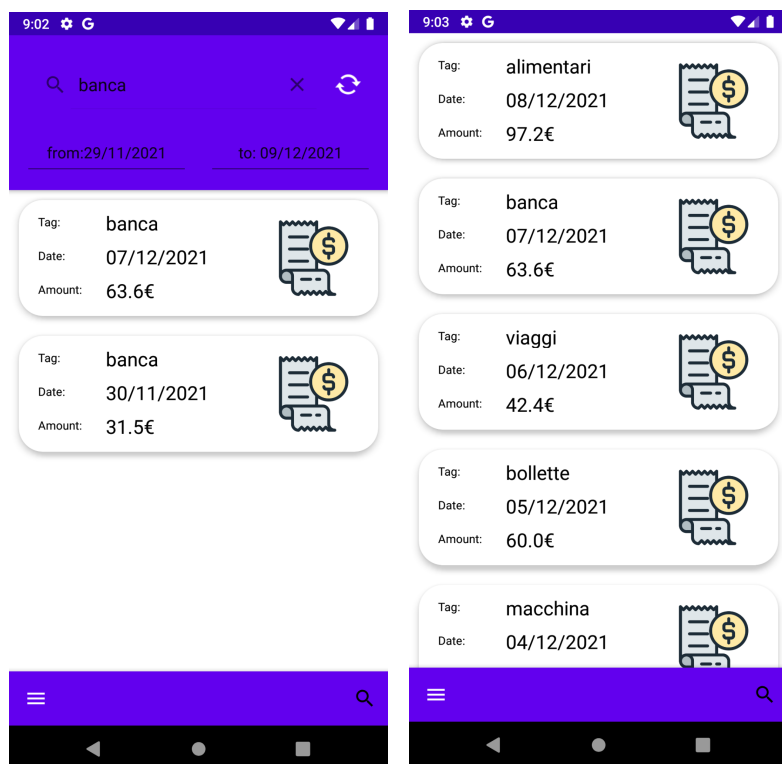 9:02 G
banca
from:29/11/2021 to: 09/12/2021
Tag: banca
Date: 07/12/2021
Amount: 63.6€
$
Tag: banca
Date: 30/11/2021
Amount: 31.5€
$
9:03 G
Tag: alimentari
Date: 08/12/2021
Amount: 97.2€
$
Tag: banca
Date: 07/12/2021
Amount: 63.6€
$
Tag: viaggi
Date: 06/12/2021
Amount: 42.4€
$
Tag: bollette
Date: 05/12/2021
Amount: 60.0€
$
Tag: macchina
Date: 04/12/2021
$